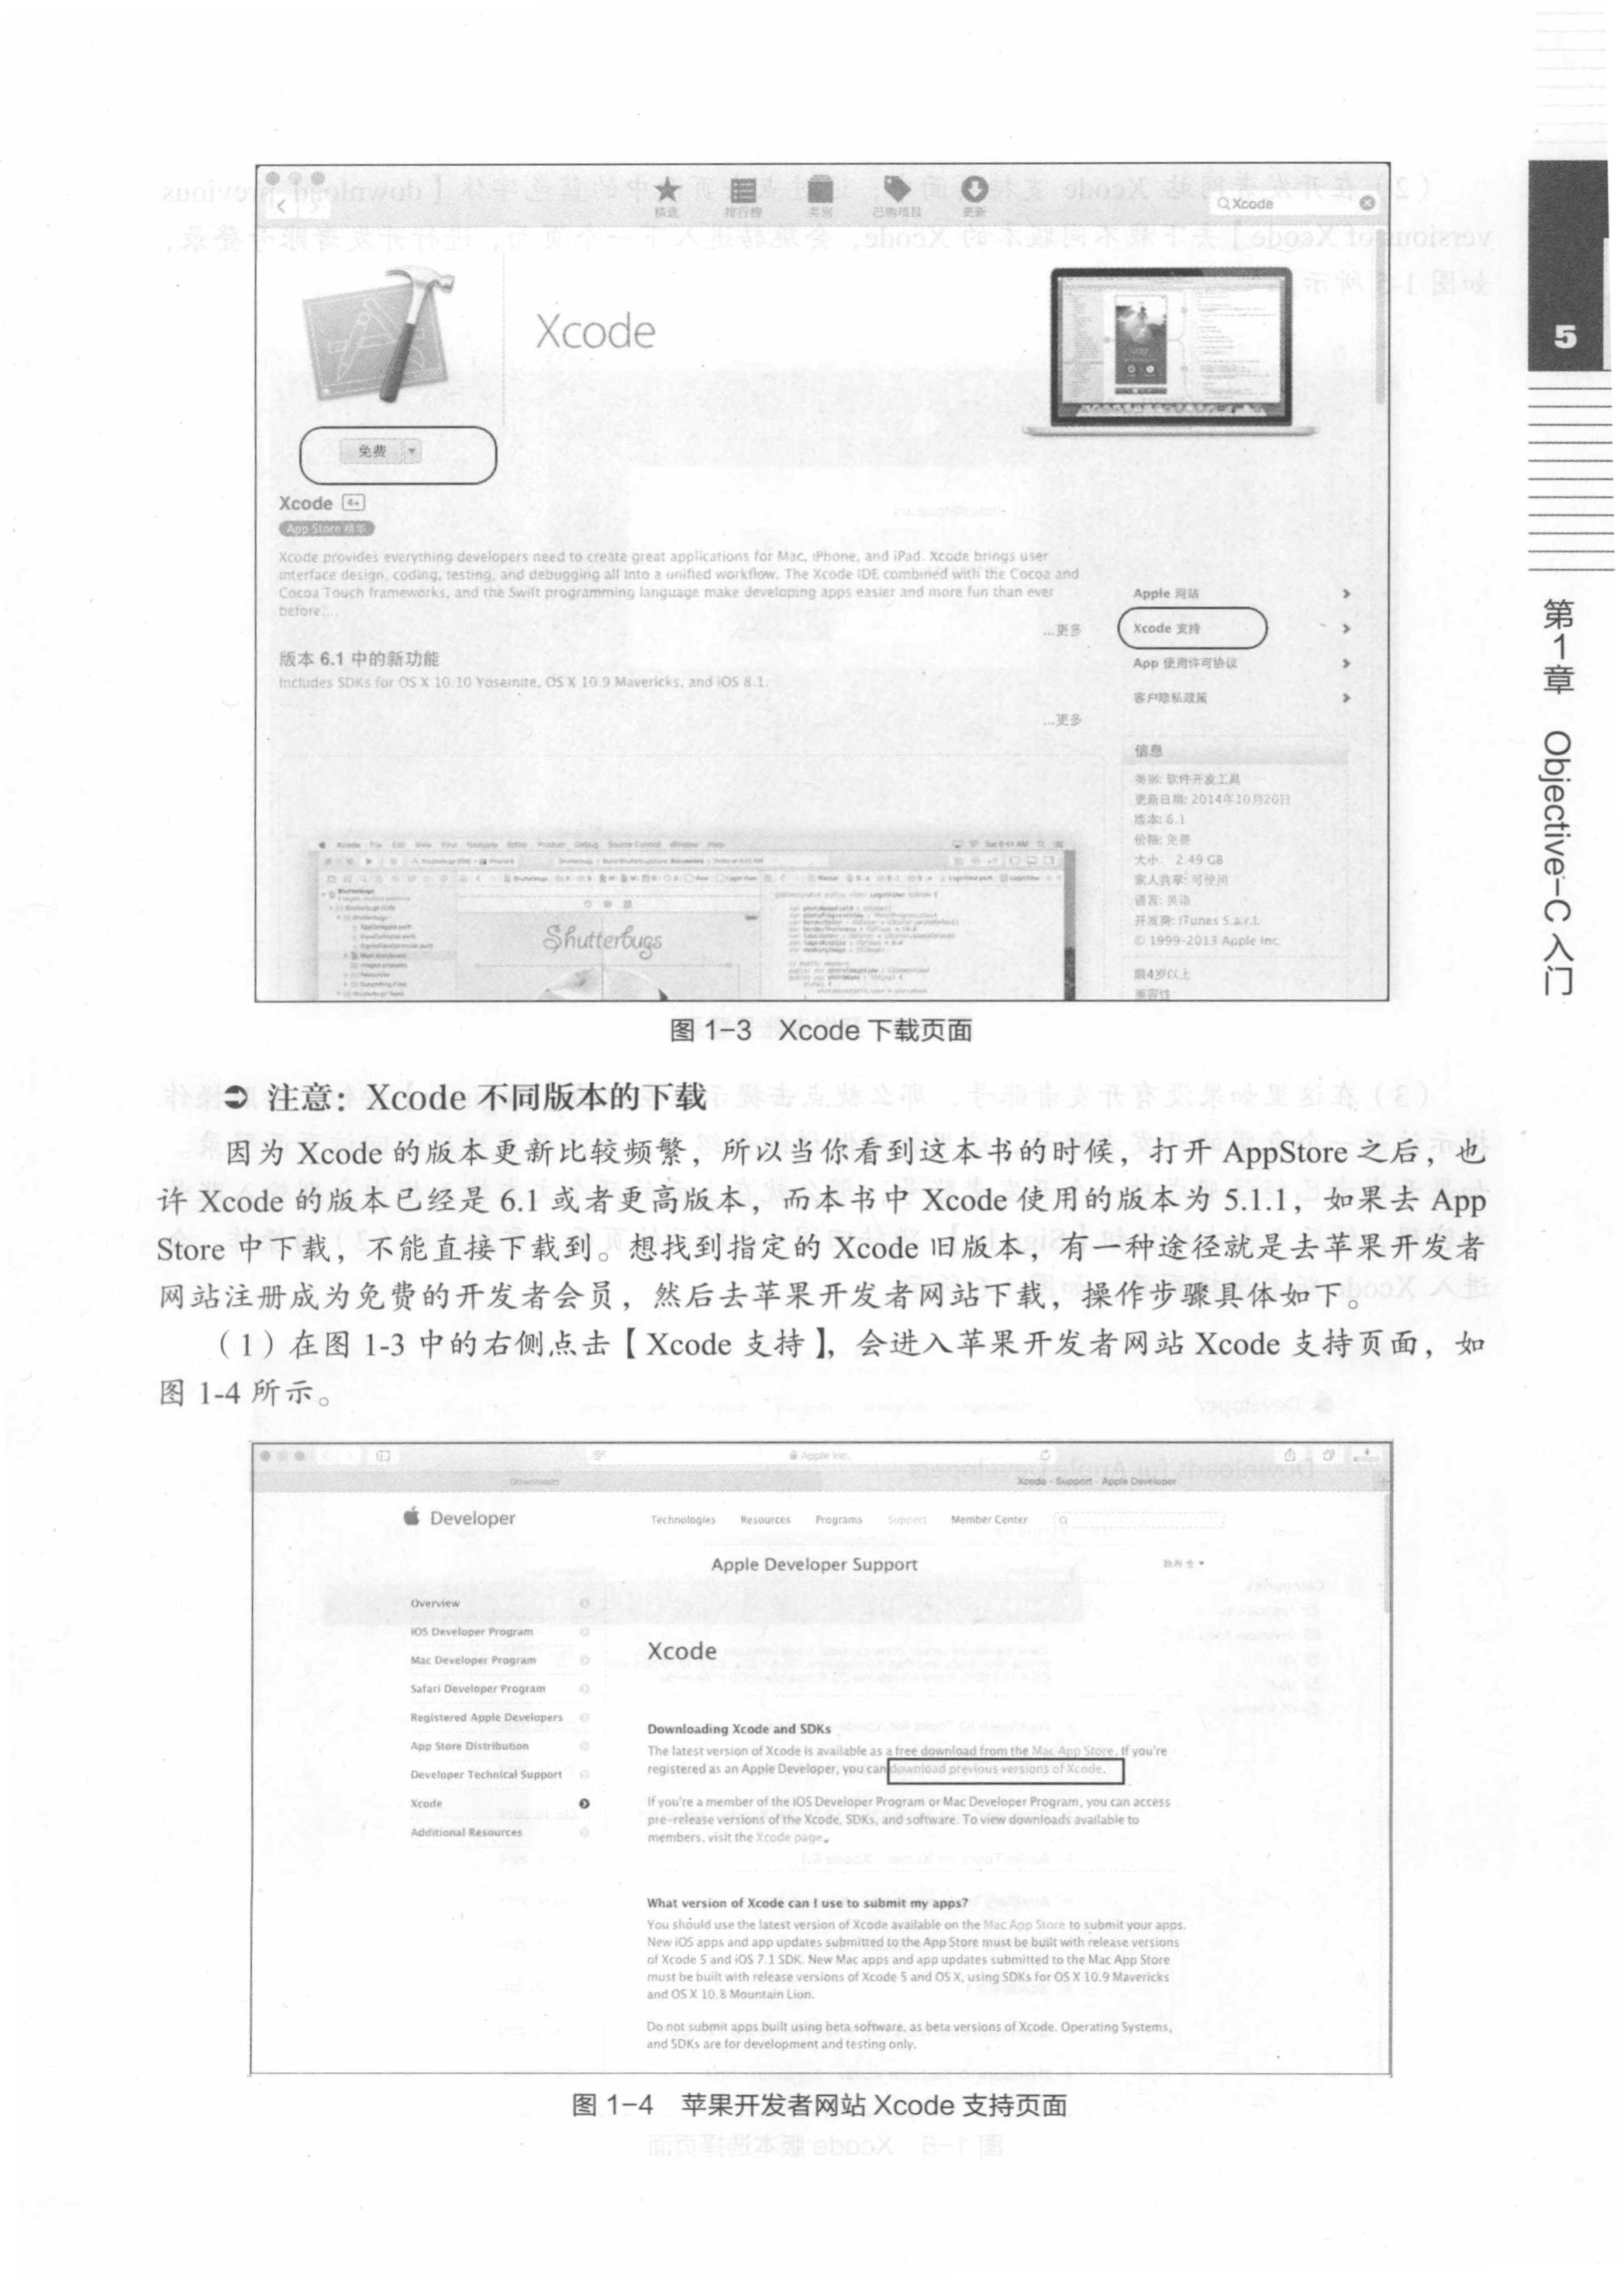 精选 排行榜 类别 已购项目 更新
Xcode
Xcode
免费
Xcode 4+
App Store 精华
Xcode provides everything developers need to create great applications for Mac, iPhone, and iPad. Xcode brings user
interface design, coding, testing, and debugging all into a unified workflow. The Xcode IDE combined with the Cocoa and
Cocoa Touch frameworks, and the Swift programming language make developing apps easier and more fun than ever
before....
...更多
版本 6.1 中的新功能
Includes SDKs for OS X 10.10 Yosemite, OS X 10.9 Mavericks, and iOS 8.1.
...更多
Apple 网站
Xcode 支持
App 使用许可协议
客户隐私政策
信息
类别: 软件开发工具
更新日期: 2014年10月20日
版本: 6.1
价格: 免费
大小: 2.49 GB
家人共享: 可使用
语言: 英语
开发商: iTunes S.a.r.l.
© 1999-2013 Apple Inc.
限4岁以上
兼容性:
Shutterbugs
图 1-3 Xcode 下载页面
注意：Xcode 不同版本的下载
因为 Xcode 的版本更新比较频繁，所以当你看到这本书的时候，打开 AppStore 之后，也
许 Xcode 的版本已经是 6.1 或者更高版本，而本书中 Xcode 使用的版本为 5.1.1，如果去 App
Store 中下载，不能直接下载到。想找到指定的 Xcode 旧版本，有一种途径就是去苹果开发者
网站注册成为免费的开发者会员，然后去苹果开发者网站下载，操作步骤具体如下。
（1）在图 1-3 中的右侧点击【Xcode 支持】，会进入苹果开发者网站 Xcode 支持页面，如
图 1-4 所示。
Apple Inc.
Downloads
Xcode - Support - Apple Developer
Developer
Technologies Resources Programs Support Member Center
Apple Developer Support
Overview
iOS Developer Program
Mac Developer Program
Safari Developer Program
Registered Apple Developers
App Store Distribution
Developer Technical Support
Xcode
Additional Resources
Xcode
Downloading Xcode and SDKs
The latest version of Xcode is available as a free download from the Mac App Store. If you're
registered as an Apple Developer, you can download previous versions of Xcode.
If you're a member of the iOS Developer Program or Mac Developer Program, you can access
pre-release versions of the Xcode, SDKs, and software. To view downloads available to
members, visit the Xcode page.
What version of Xcode can I use to submit my apps?
You should use the latest version of Xcode available on the Mac App Store to submit your apps.
New iOS apps and app updates submitted to the App Store must be built with release versions
of Xcode 5 and iOS 7.1 SDK. New Mac apps and app updates submitted to the Mac App Store
must be built with release versions of Xcode 5 and OS X, using SDKs for OS X 10.9 Mavericks
and OS X 10.8 Mountain Lion.
Do not submit apps built using beta software, as beta versions of Xcode, Operating Systems,
and SDKs are for development and testing only.
图 1-4 苹果开发者网站 Xcode 支持页面
5
第1章 Objective-C 入门